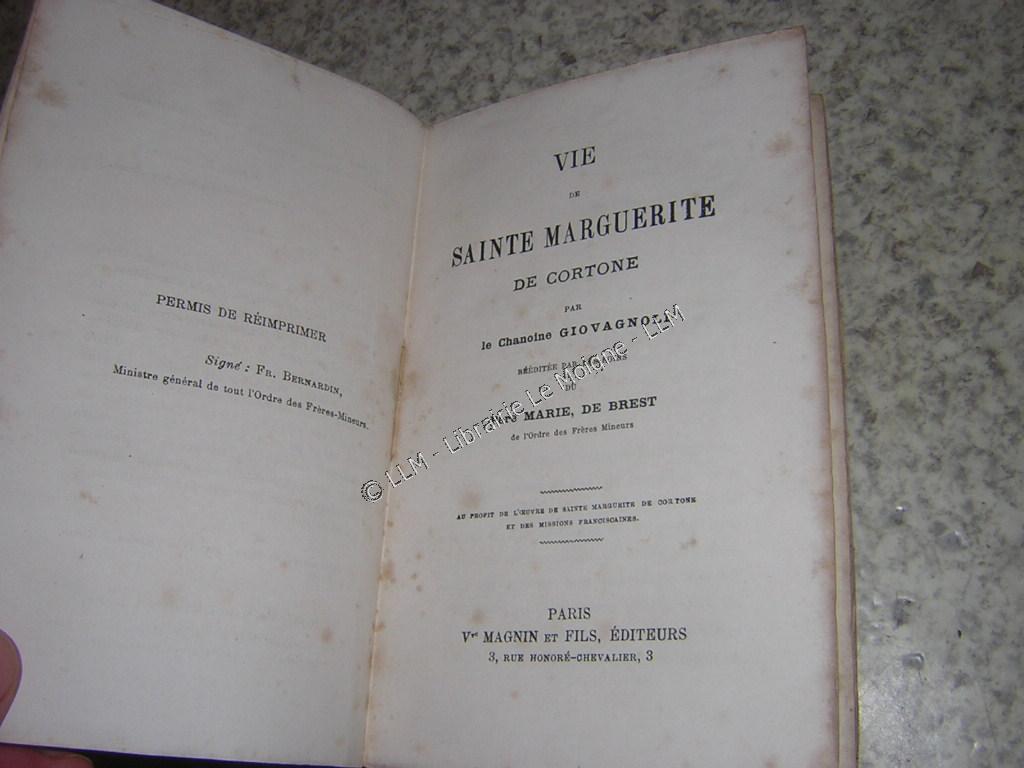 PERMIS DE RÉIMPRIMER
Signé : FR. BERNARDIN,
Ministre général de tout l'Ordre des Frères-Mineurs.
VIE
DE
SAINTE MARGUERITE
DE CORTONE
PAR
le Chanoine GIOVAGNOLI
RÉÉDITÉE PAR
DU
MARIE, DE BREST
de l'Ordre des Frères Mineurs
AU PROFIT DE L'ŒUVRE DE SAINTE MARGUERITE DE CORTONE
ET DES MISSIONS FRANCISCAINES.
PARIS
Vve MAGNIN ET FILS, ÉDITEURS
3, RUE HONORÉ-CHEVALIER, 3
© LLM - Librairie Le Moigne - LLM